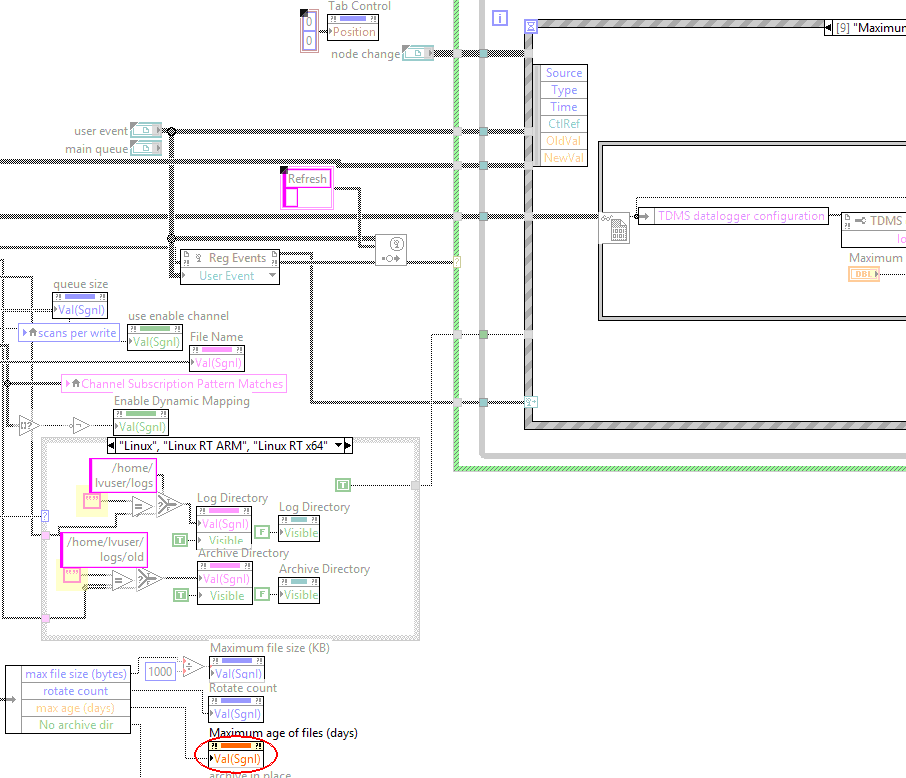 Tab Control
0
0
Position
node change
i
[9] "Maximum
Source
Type
Time
CtlRef
OldVal
NewVal
user event
main queue
Refresh
TDMS datalogger configuration
TDMS
lo
Maximum
DBL
Reg Events
User Event
queue size
Val(Sgnl)
scans per write
use enable channel
Val(Sgnl)
File Name
Val(Sgnl)
Channel Subscription Pattern Matches
Enable Dynamic Mapping
Val(Sgnl)
"Linux", "Linux RT ARM", "Linux RT x64"
/home/
lvuser/logs
T
Log Directory
Val(Sgnl)
Visible
T
F
Log Directory
Visible
/home/lvuser/
logs/old
Archive Directory
Val(Sgnl)
Visible
T
F
Archive Directory
Visible
Maximum file size (KB)
1000
Val(Sgnl)
max file size (bytes)
rotate count
max age (days)
No archive dir
Rotate count
Val(Sgnl)
Maximum age of files (days)
Val(Sgnl)
archive in place